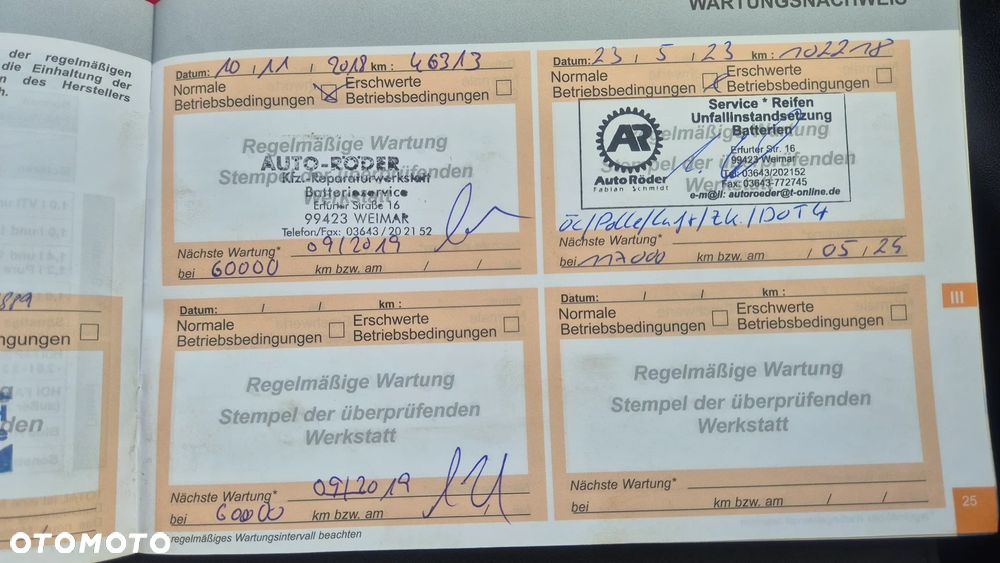 WARTUNGSNACHWEIS
der regelmäßigen
die Einhaltung der
des Herstellers
Datum: 10 , 11 , 2018 km : 46313
Normale
Betriebsbedingungen
Erschwerte
Betriebsbedingungen
Regelmäßige Wartung
Stempel der überprüfenden
Werkstatt
AUTO-RÖDER
Kfz-Reparaturwerkstatt
Batterieservice
Erfurter Straße 16
99423 WEIMAR
Telefon/Fax: 03643 / 20 21 52
Nächste Wartung* 09/2019
bei 60000 km bzw. am / /
Datum: 23 , 5 , 23 km : 102218
Normale
Betriebsbedingungen
Erschwerte
Betriebsbedingungen
Regelmäßige Wartung
Stempel der überprüfenden
AR
Auto Röder
Fabian Schmidt
Service * Reifen
Unfallinstandsetzung
Batterien
Erfurter Str. 16
99423 Weimar
Tel: 03643/202152
Fax: 03643-772745
e-m@il: autoroeder@t-online.de
Nächste Wartung*
bei 117000 km bzw. am / 05 , 24
Datum: / / km :
Normale
Betriebsbedingungen
Erschwerte
Betriebsbedingungen
Regelmäßige Wartung
Stempel der überprüfenden
Werkstatt
Nächste Wartung* 09/2019
bei 60000 km bzw. am / /
Datum: / / km :
Normale
Betriebsbedingungen
Erschwerte
Betriebsbedingungen
Regelmäßige Wartung
Stempel der überprüfenden
Werkstatt
Nächste Wartung*
bei km bzw. am / /
regelmäßiges Wartungsintervall beachten
III
25
OTOMOTO